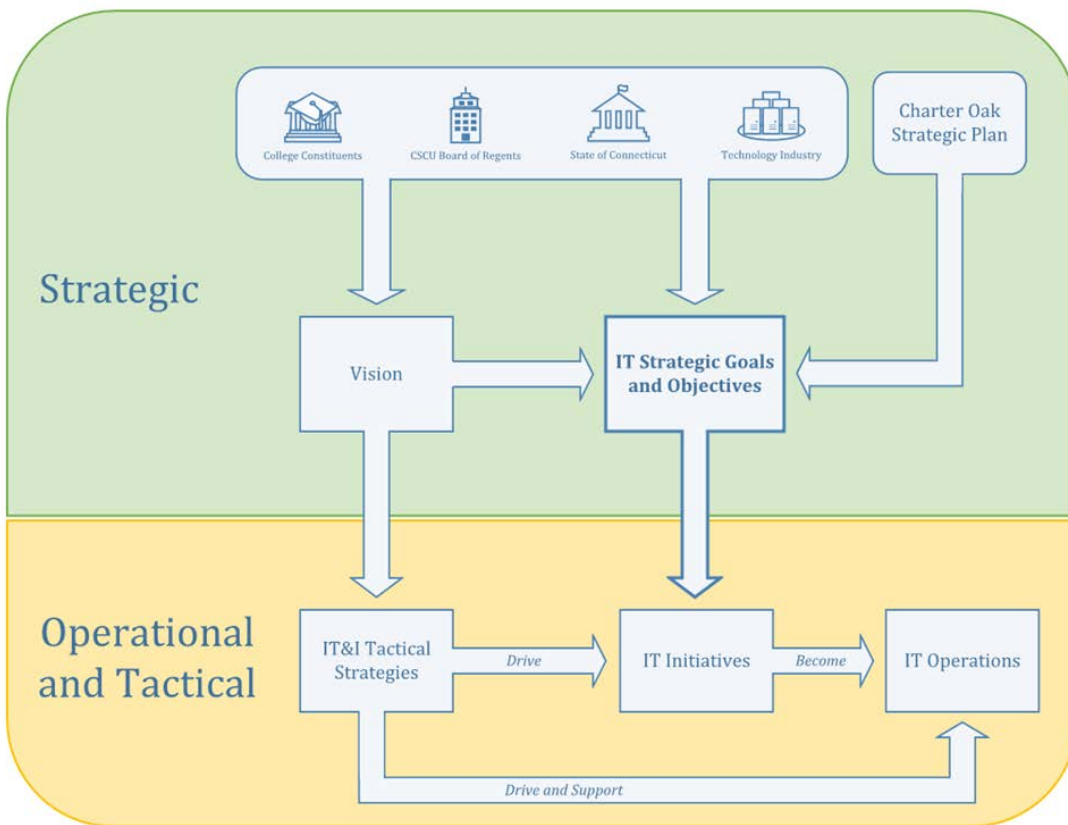 College Constituents
CSCU Board of Regents
State of Connecticut
Technology Industry
Charter Oak
Strategic Plan
Strategic
Vision
IT Strategic Goals
and Objectives
Operational
and Tactical
IT&I Tactical
Strategies
Drive
IT Initiatives
Become
IT Operations
Drive and Support